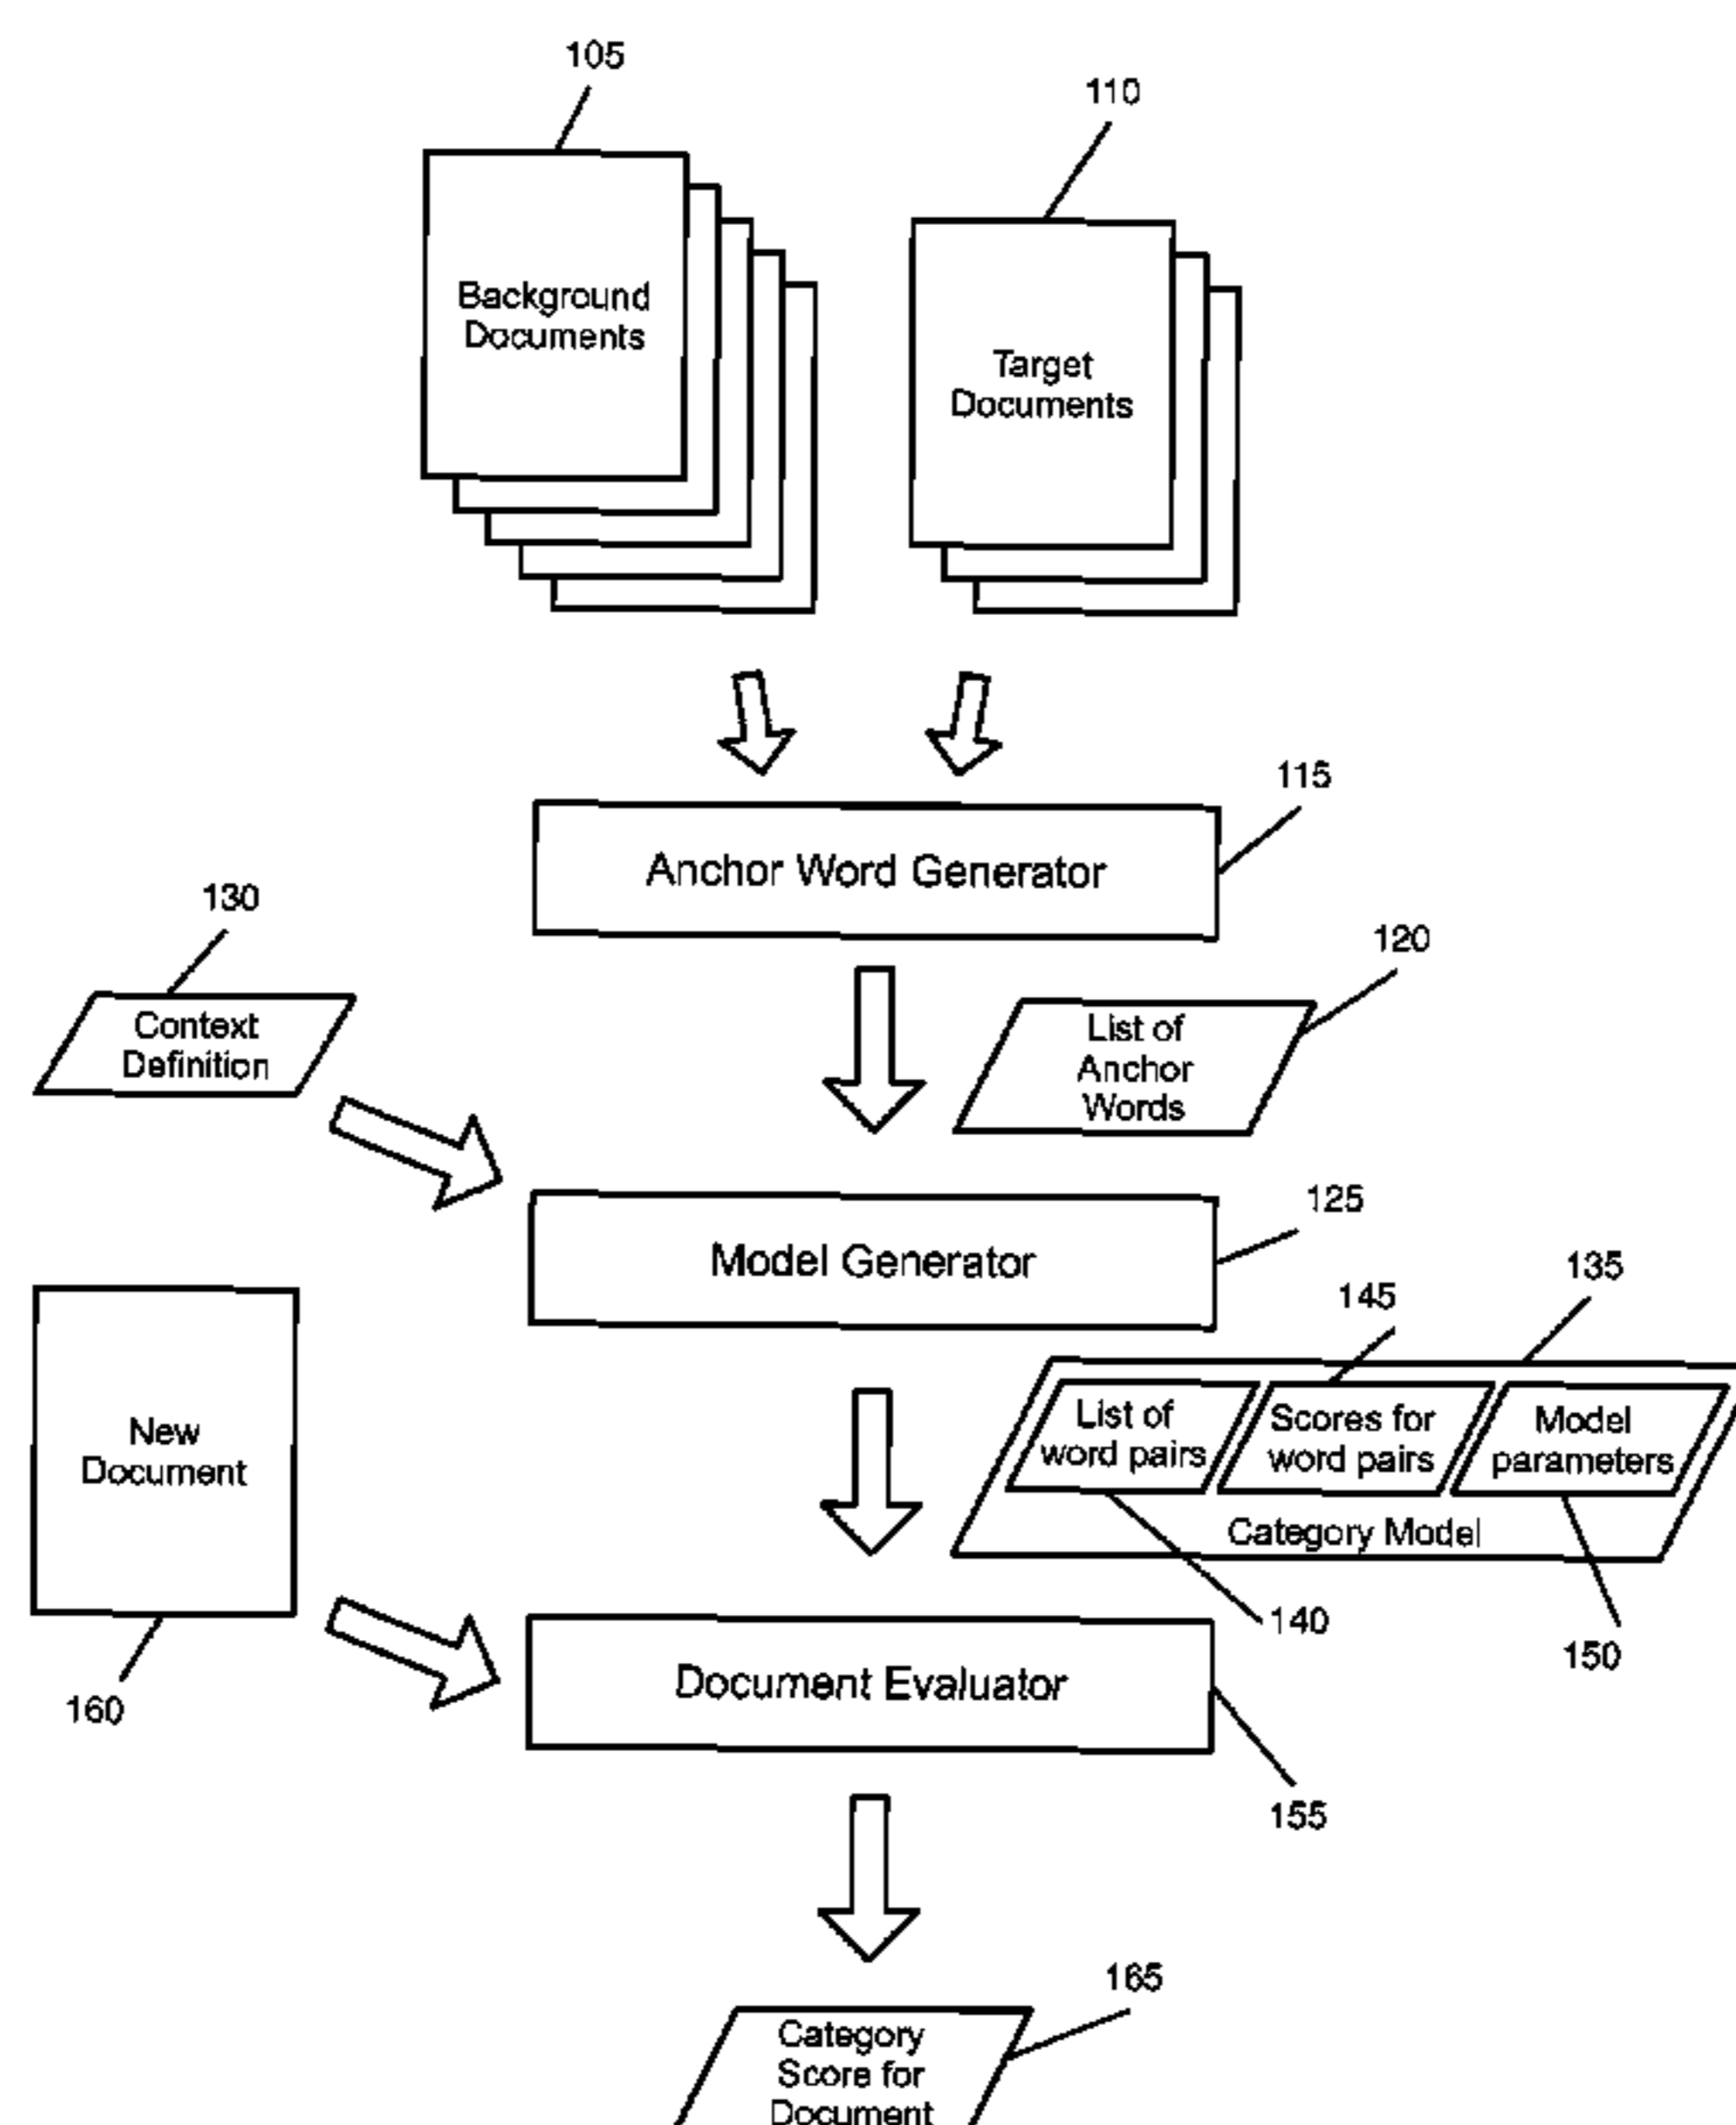 105
110
Background
Documents
Target
Documents
115
Anchor Word Generator
130
120
Context
Definition
List of
Anchor
Words
125
Model Generator
135
145
New
Document
List of
word pairs
Scores for
word pairs
Model
parameters
Category Model
140
150
160
Document Evaluator
155
165
Category
Score for
Document